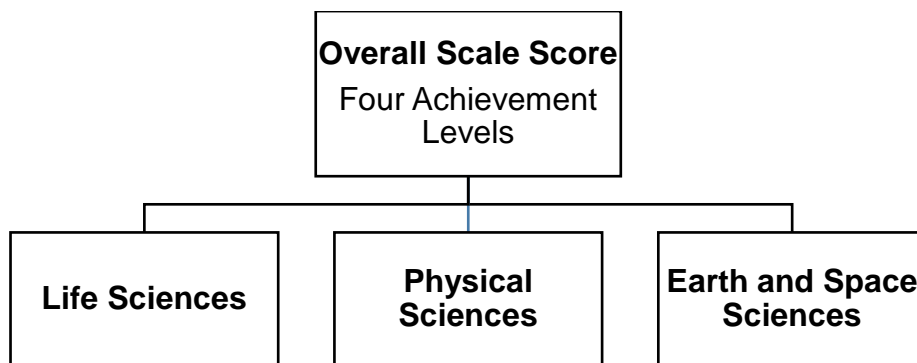 Overall Scale Score
Four Achievement
Levels
Life Sciences
Physical
Sciences
Earth and Space
Sciences